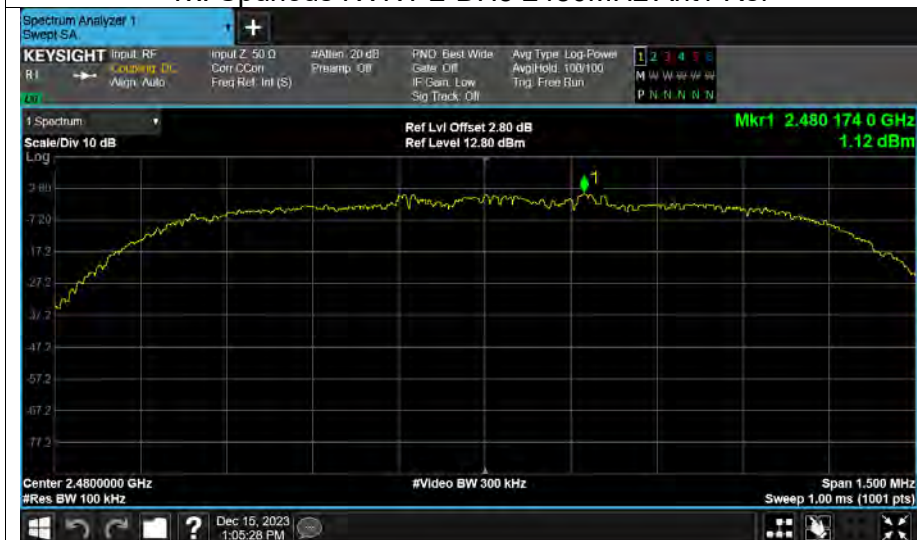 Spectrum Analyzer 1
Swept SA
+
KEYSIGHT Input: RF
Coupling: DC
Align: Auto
Input Z: 50 Ω
Corr CCorr
Freq Ref: Int (S)
#Atten: 20 dB
Preamp: Off
PNO: Best Wide
Gate: Off
IF Gain: Low
Sig Track: Off
Avg Type: Log-Power
Avg|Hold: 100/100
Trig: Free Run
1 2 3 4 5 6
M W W W W W
P N N N N N
1 Spectrum
Scale/Div 10 dB
Ref Lvl Offset 2.80 dB
Ref Level 12.80 dBm
Mkr1 2.480 174 0 GHz
1.12 dBm
Log
1
2.80
-7.20
-17.2
-27.2
-37.2
-47.2
-57.2
-67.2
-77.2
Center 2.4800000 GHz
#Res BW 100 kHz
#Video BW 300 kHz
Span 1.500 MHz
Sweep 1.00 ms (1001 pts)
?
Dec 15, 2023
1:05:28 PM